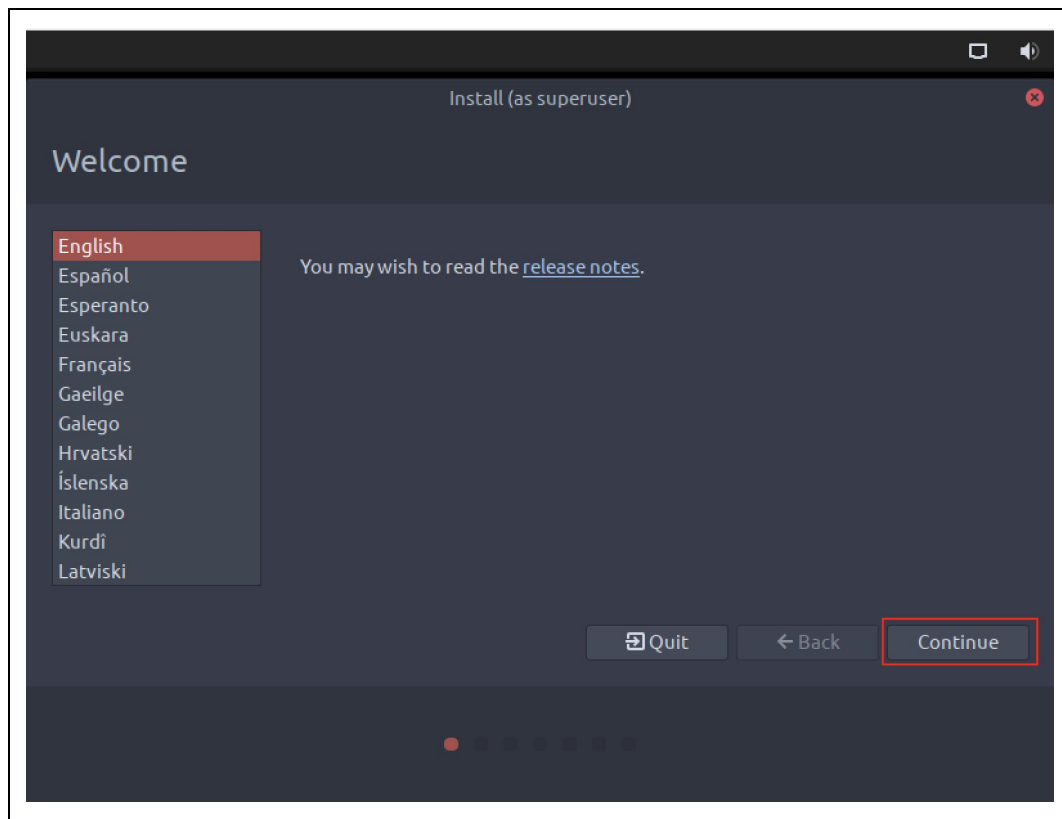 Install (as superuser)
Welcome
English
Español
Esperanto
Euskara
Français
Gaeilge
Galego
Hrvatski
Íslenska
Italiano
Kurdî
Latviski
You may wish to read the release notes.
Quit
Back
Continue